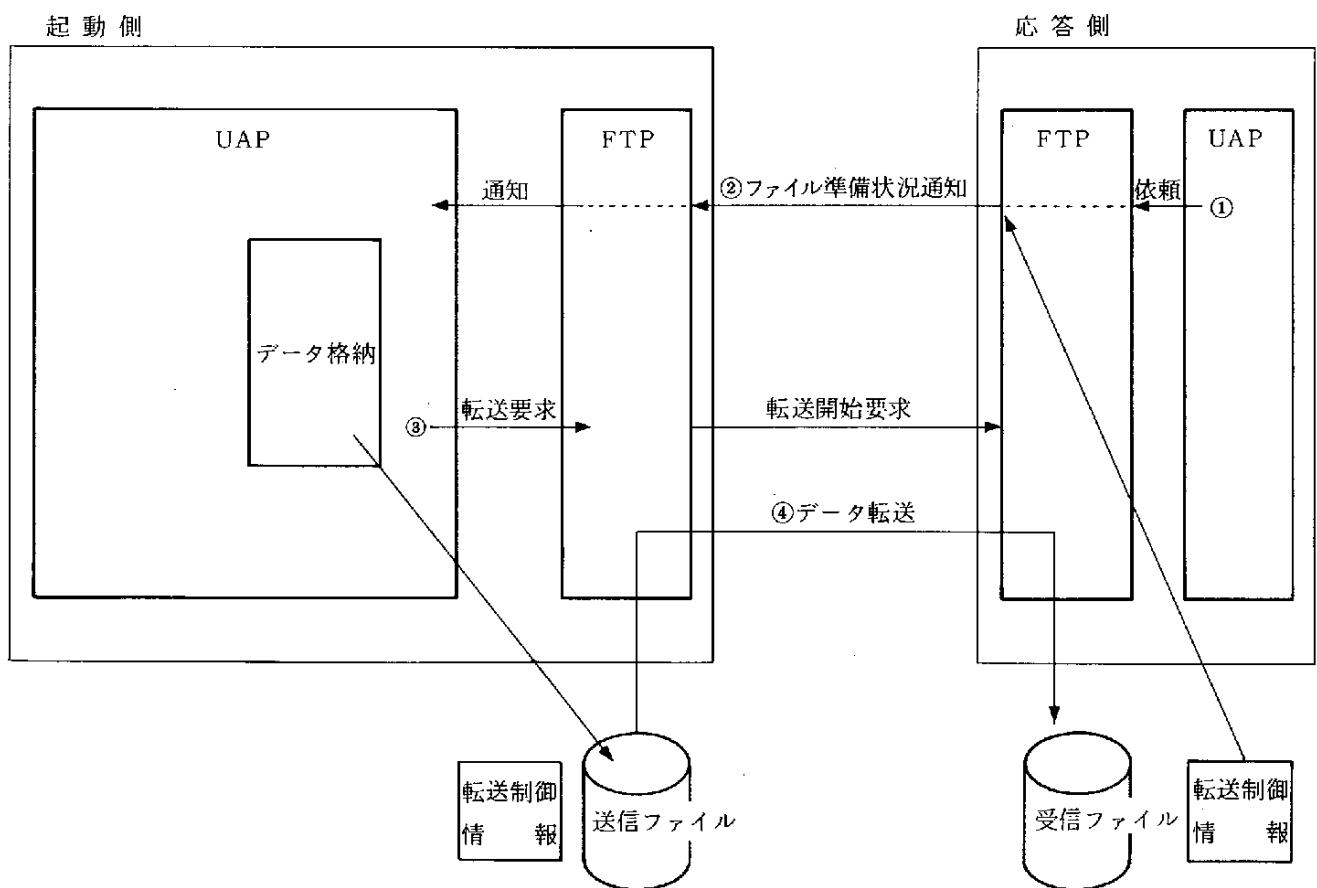 起動側
応答側
UAP
FTP
FTP
UAP
通知
②ファイル準備状況通知
依頼
①
データ格納
③
転送要求
転送開始要求
④データ転送
転送制御
情報
送信ファイル
受信ファイル
転送制御
情報